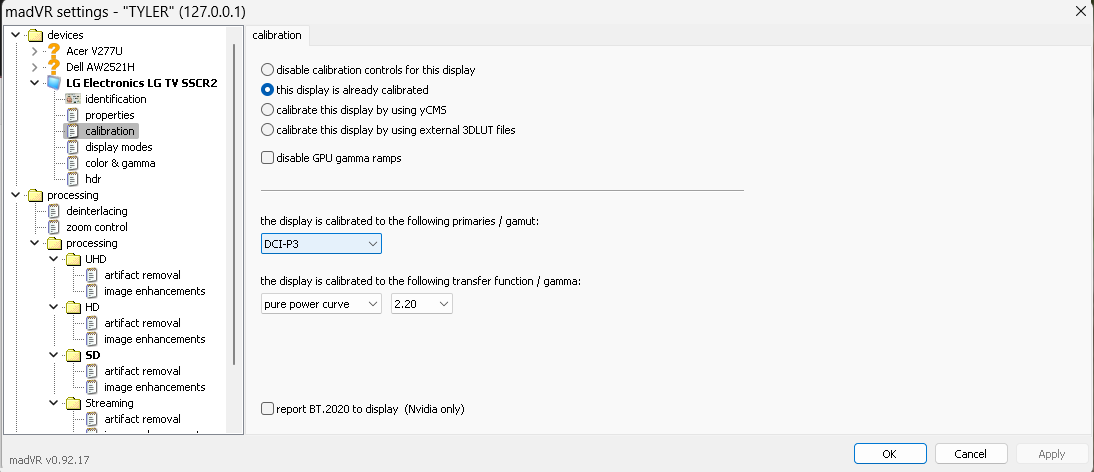 madVR settings - "TYLER" (127.0.0.1)
devices
Acer V277U
Dell AW2521H
LG Electronics LG TV SSCR2
identification
properties
calibration
display modes
color & gamma
hdr
processing
deinterlacing
zoom control
processing
UHD
artifact removal
image enhancements
HD
artifact removal
image enhancements
SD
artifact removal
image enhancements
Streaming
artifact removal
image enhancements
madVR v0.92.17
calibration
disable calibration controls for this display
this display is already calibrated
calibrate this display by using yCMS
calibrate this display by using external 3DLUT files
disable GPU gamma ramps
the display is calibrated to the following primaries / gamut:
DCI-P3
the display is calibrated to the following transfer function / gamma:
pure power curve 2.20
report BT.2020 to display (Nvidia only)
OK Cancel Apply